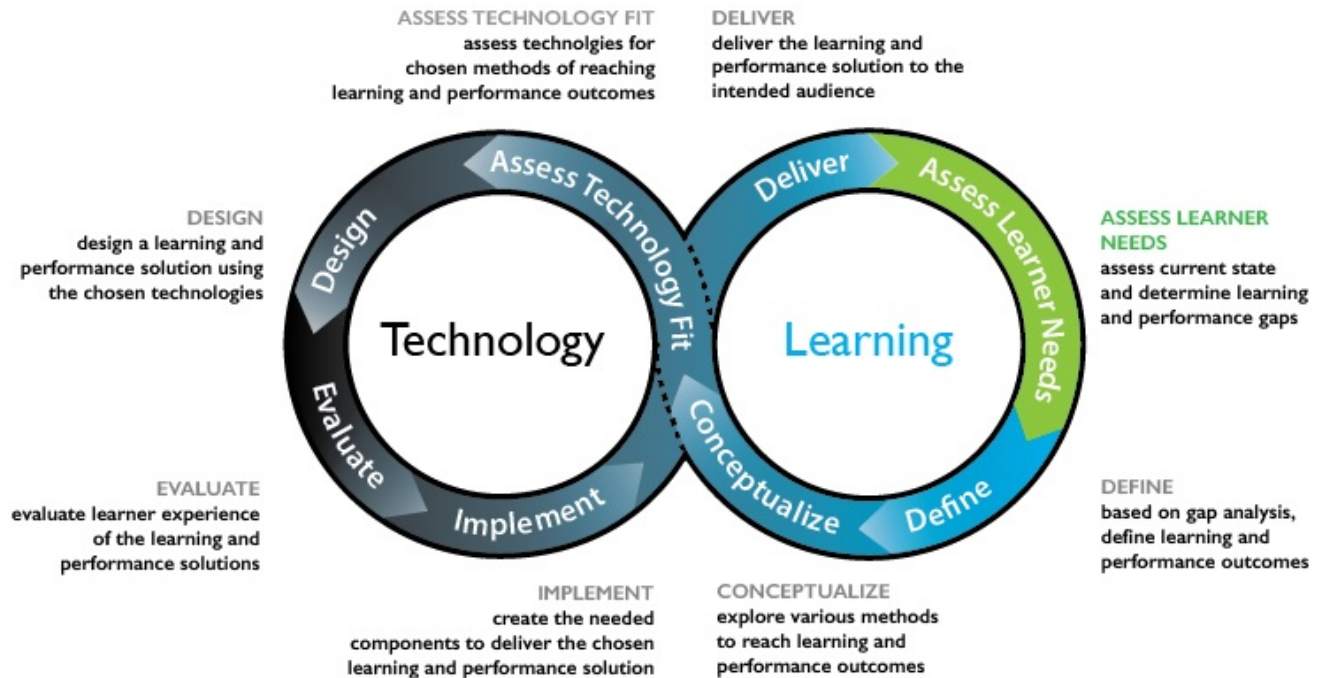 ASSESS TECHNOLOGY FIT
assess technolgies for
chosen methods of reaching
learning and performance outcomes
DELIVER
deliver the learning and
performance solution to the
intended audience
DESIGN
design a learning and
performance solution using
the chosen technologies
ASSESS LEARNER
NEEDS
assess current state
and determine learning
and performance gaps
Assess Technology Fit
Deliver
Assess Learner Needs
Design
Technology
Learning
Evaluate
Implement
Conceptualize
Define
EVALUATE
evaluate learner experience
of the learning and
performance solutions
DEFINE
based on gap analysis,
define learning and
performance outcomes
IMPLEMENT
create the needed
components to deliver the chosen
learning and performance solution
CONCEPTUALIZE
explore various methods
to reach learning and
performance outcomes